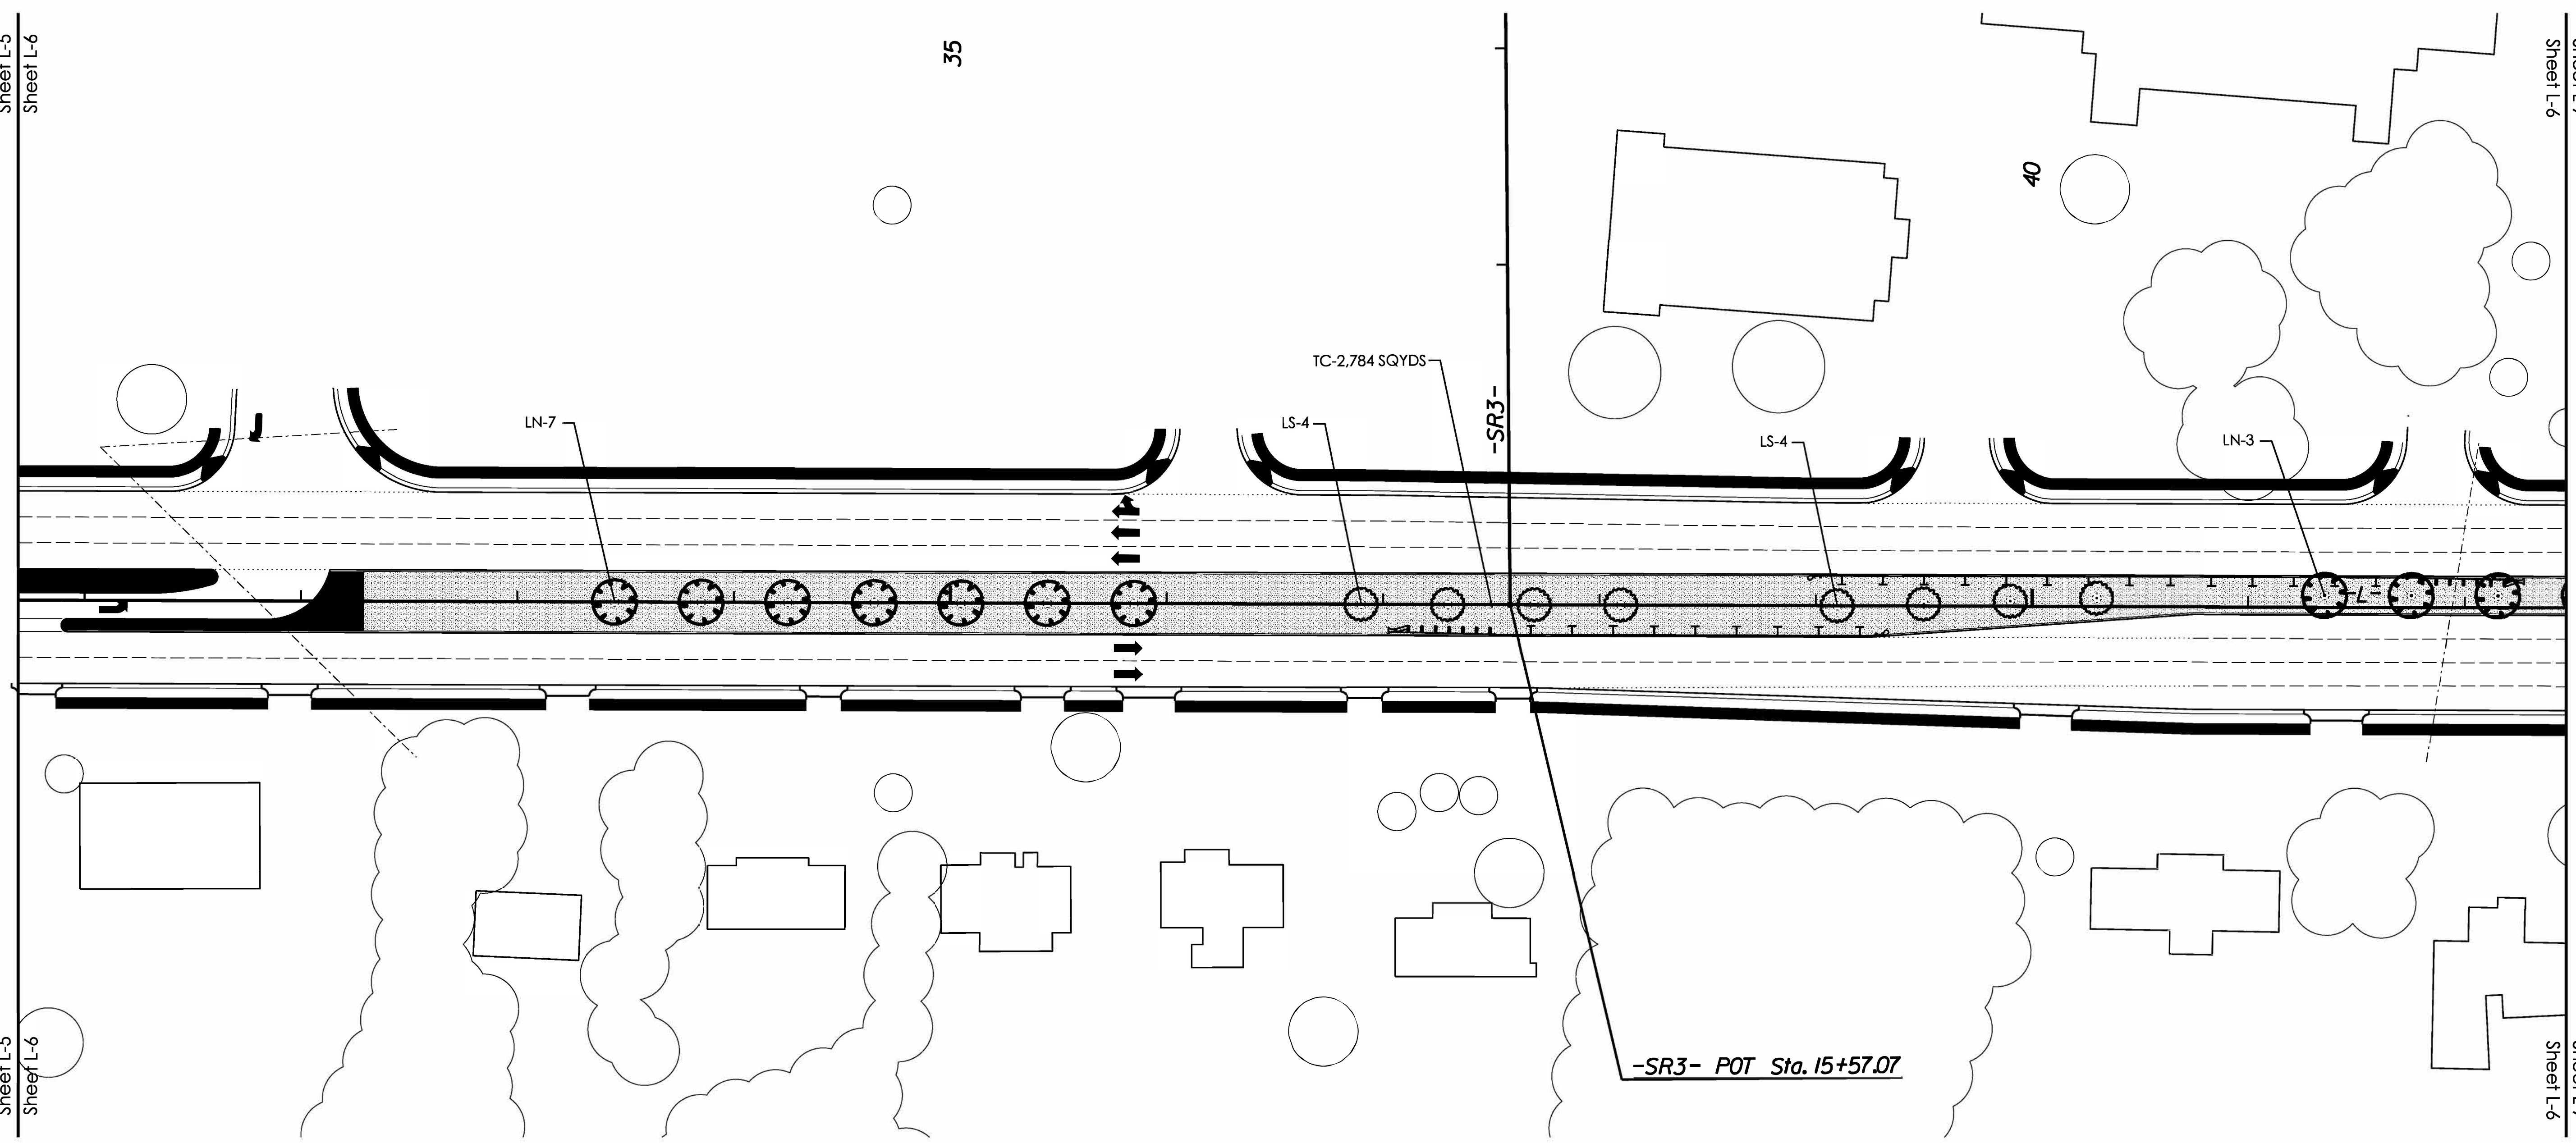 Sheet L-5
Sheet L-6
35
Sheet L-6
40
TC-2,784 SQYDS
-SR3-
LN-7
LS-4
LS-4
LN-3
-L-
-SR3- POT Sta. 15+57.07
Sheet L-5
Sheet L-6
Sheet L-6